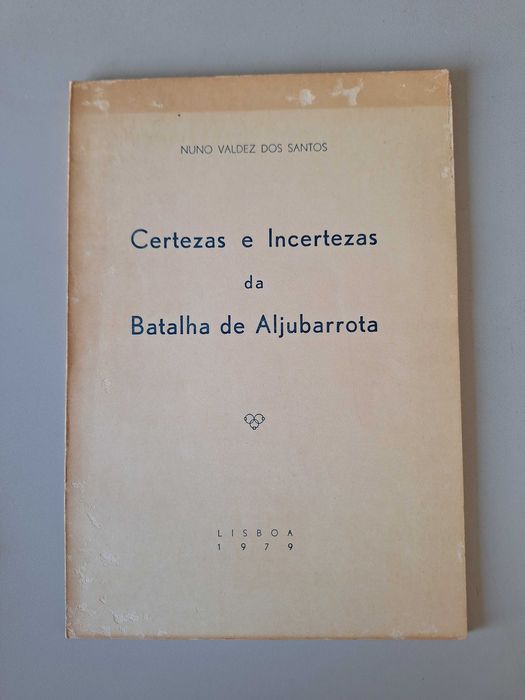 NUNO VALDEZ DOS SANTOS
Certezas e Incertezas
da
Batalha de Aljubarrota
LISBOA
1979